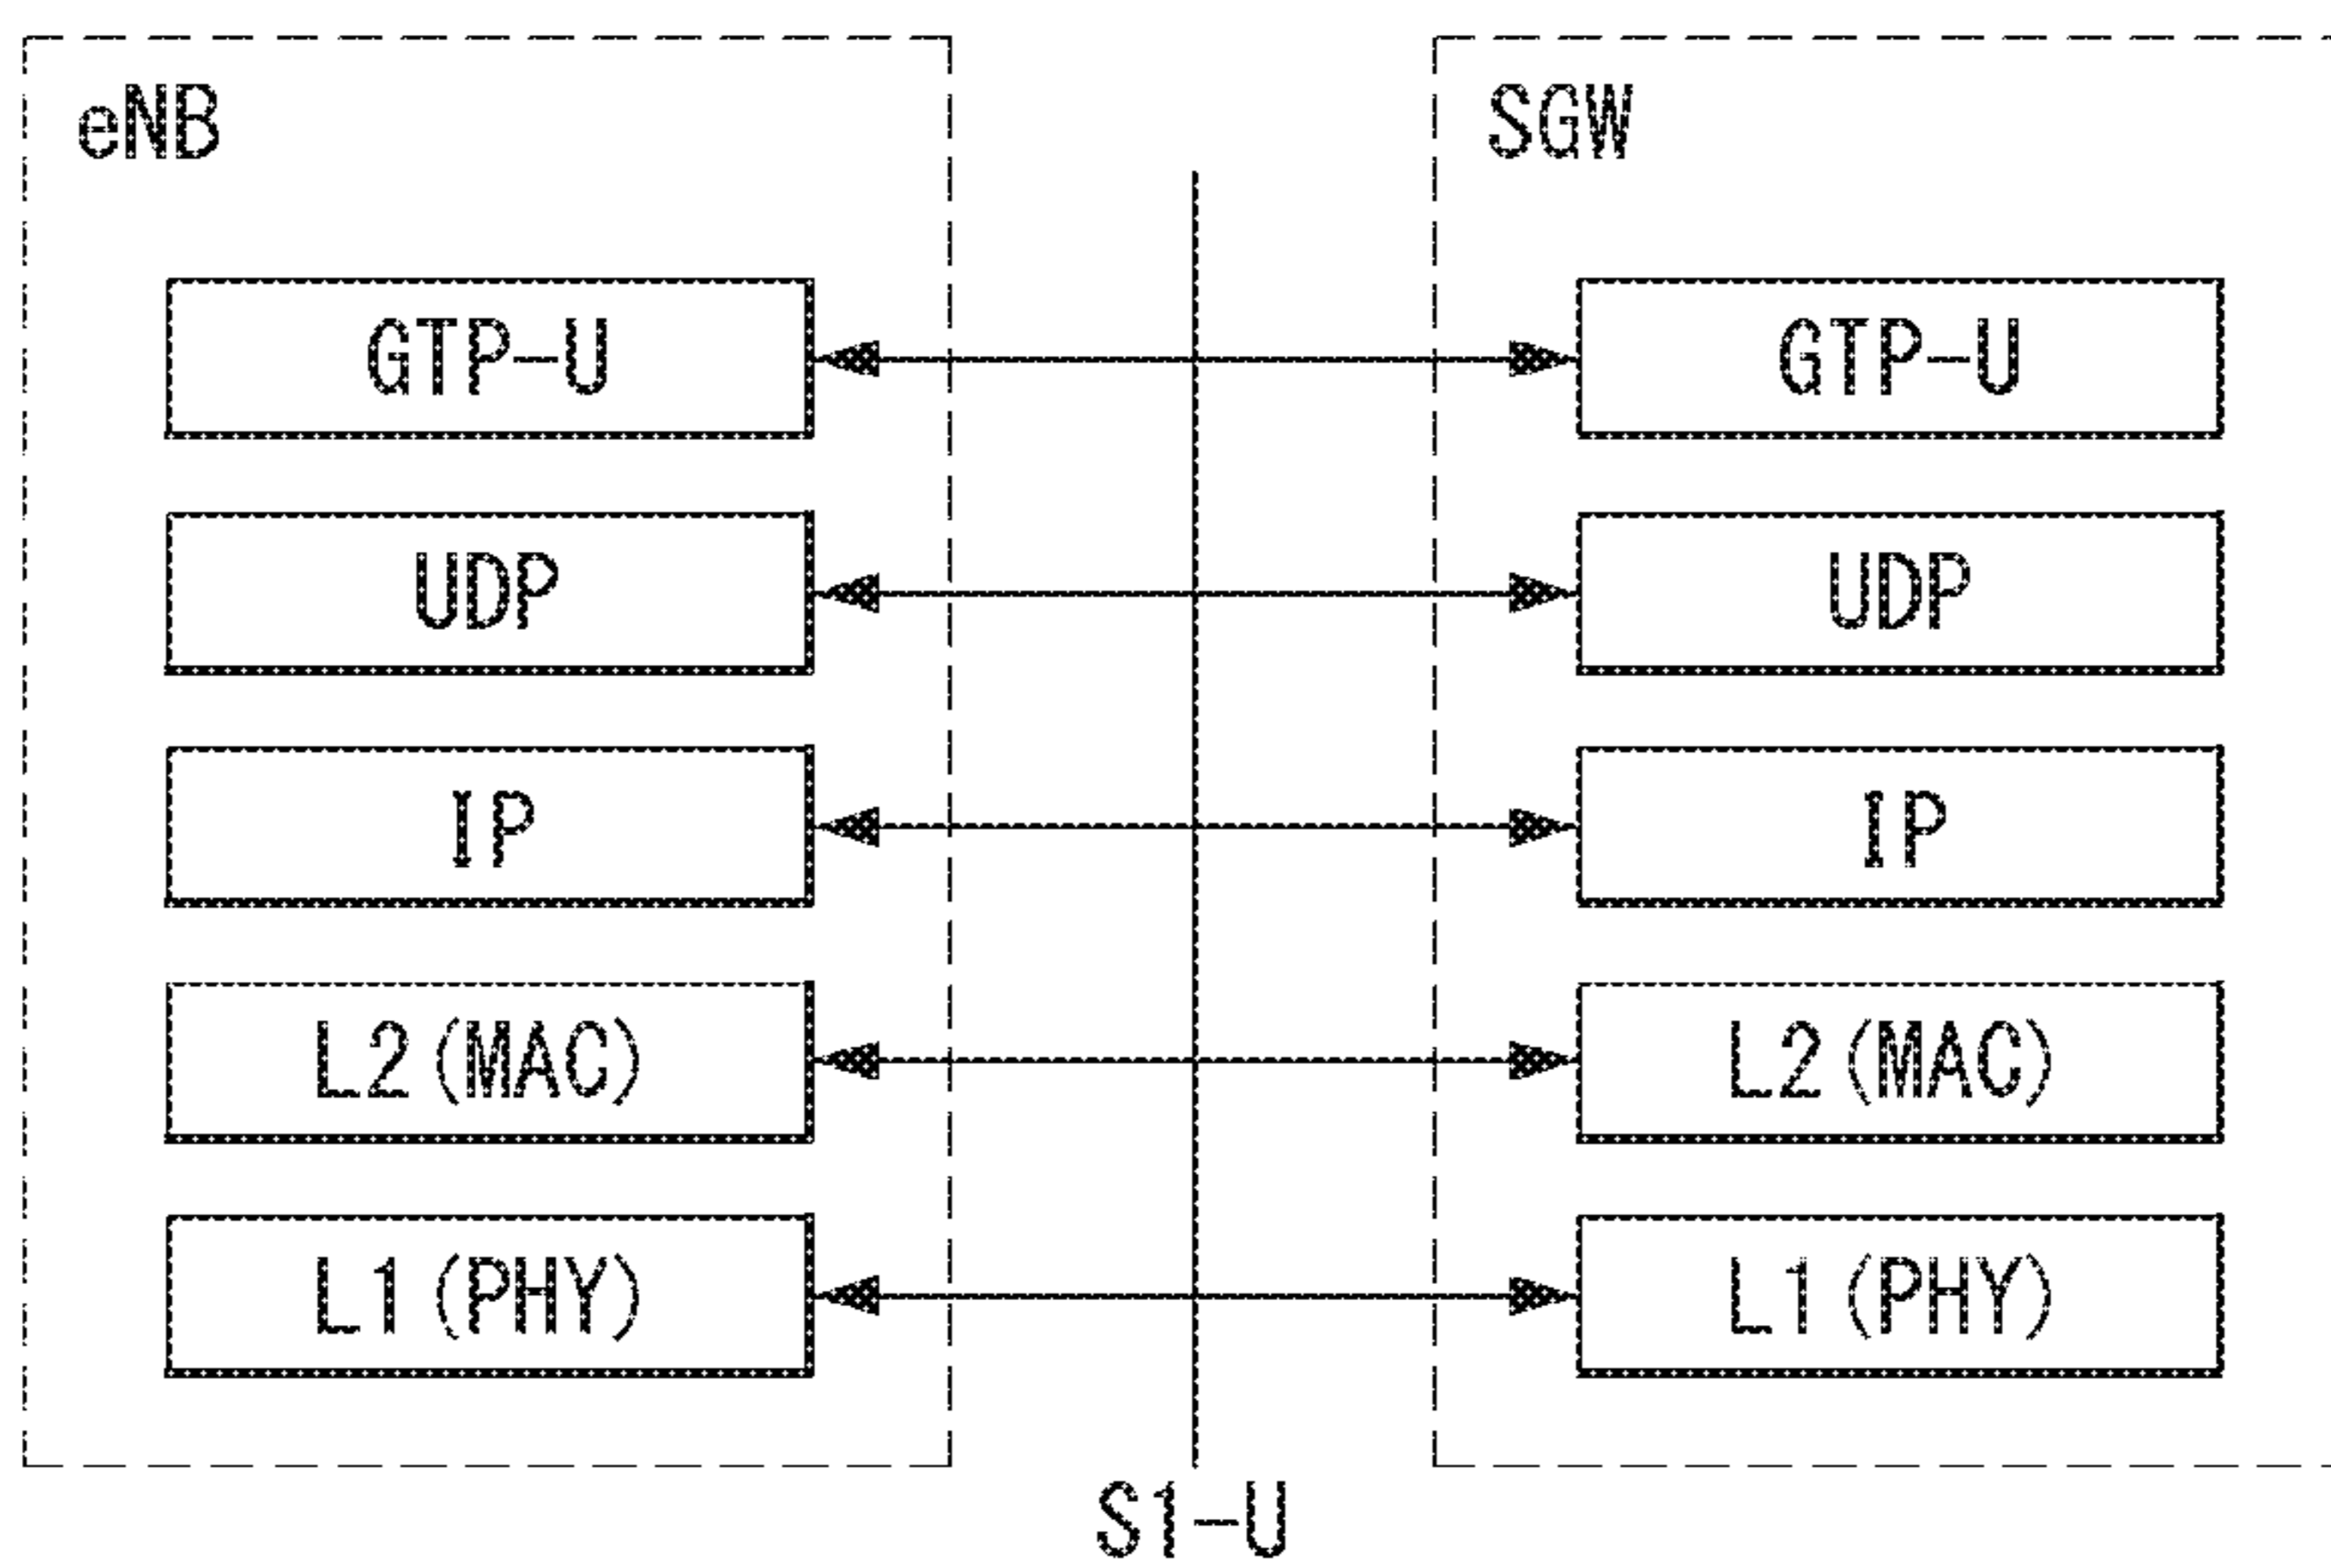 eNB
SGW
GTP-U
GTP-U
UDP
UDP
IP
IP
L2(MAC)
L2(MAC)
L1(PHY)
L1(PHY)
S1-U